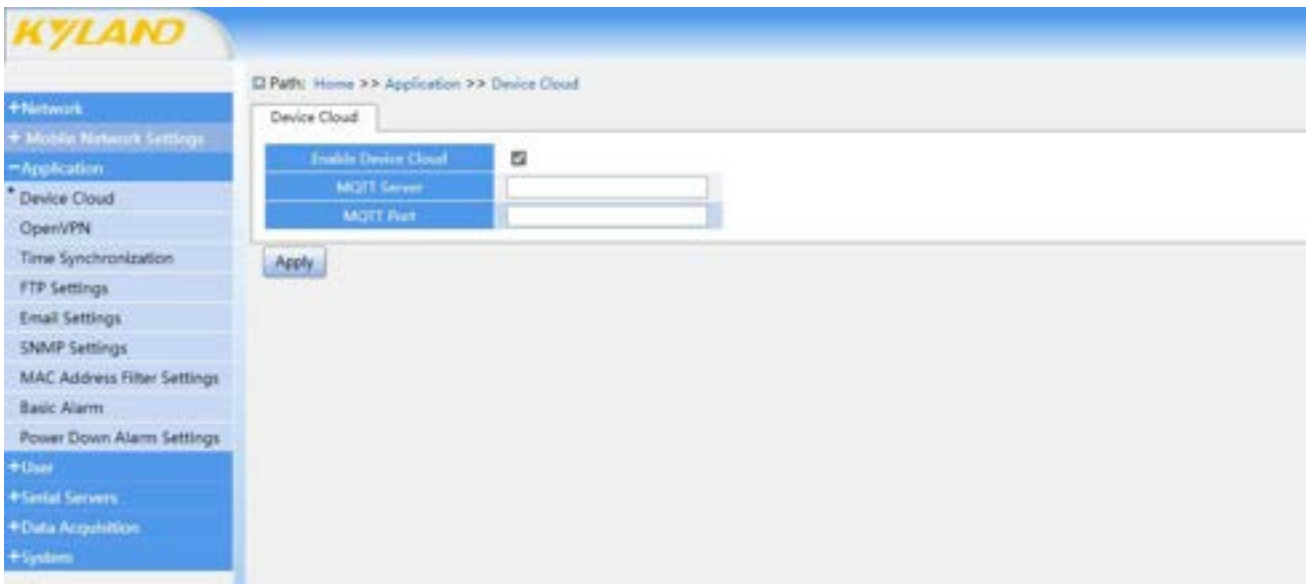 KYLAND
Path: Home >> Application >> Device Cloud
Device Cloud
Enable Device Cloud
MQTT Server
MQTT Port
Apply
+Network
+ Mobile Network Settings
-Application
Device Cloud
OpenVPN
Time Synchronization
FTP Settings
Email Settings
SNMP Settings
MAC Address Filter Settings
Basic Alarm
Power Down Alarm Settings
+User
+Serial Servers
+Data Acquisition
+System